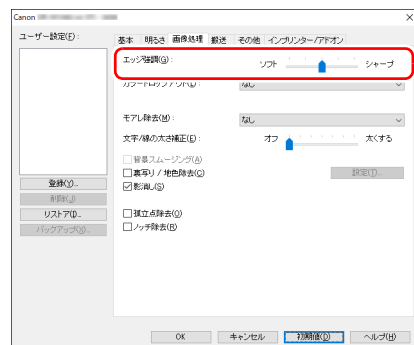 Canon
ユーザー設定(F):
基本 明るさ 画像処理 搬送 その他 インプリンター/アドオン
エッジ強調(G): ソフト シャープ
カラードロップアウト(L): なし
モアレ除去(M): なし
文字/線の太さ補正(E): オフ 太くする
背景スムージング(A)
裏写り / 地色除去(C) 設定(T)...
影消し(S)
孤立点除去(O)
ノッチ除去(R)
登録(Y)...
削除(J)
リストア(I)...
バックアップ(X)...
OK キャンセル 初期値(D) ヘルプ(H)